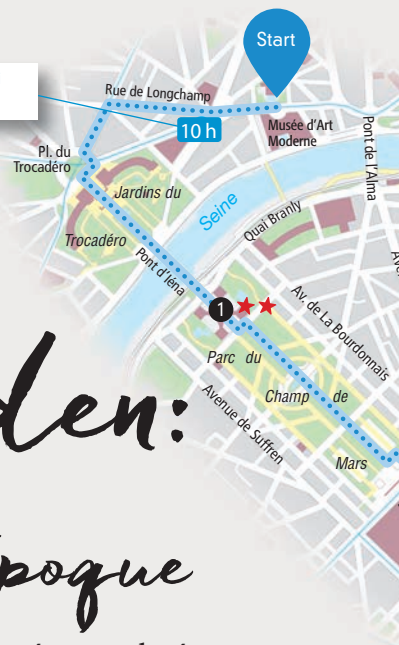 Start
Rue de Longchamp
10 h
Musée d'Art
Moderne
Pont de l'Alma
Pl. du
Trocadéro
Jardins du
Trocadéro
Seine
Quai Branly
Pont d'Iéna
1
Av. de La Bourdonnais
Parc du
Champ de
Mars
Avenue de Suffren
den:
poque